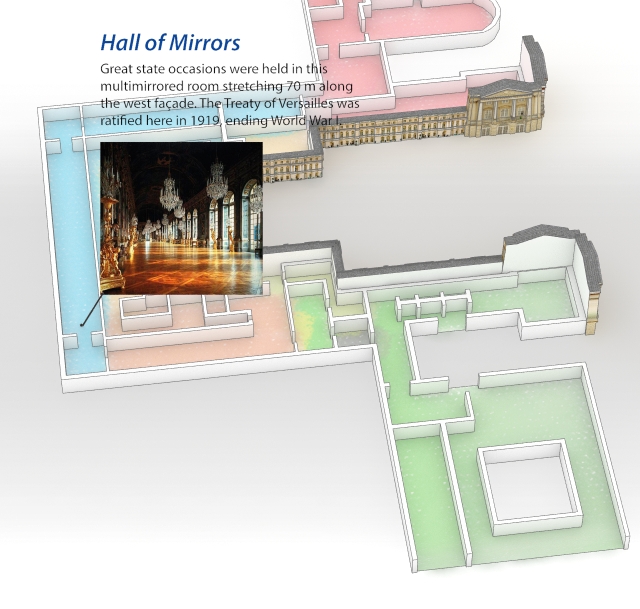 Hall of Mirrors
Great state occasions were held in this
multimirrored room stretching 70 m along
the west façade. The Treaty of Versailles was
ratified here in 1919, ending World War I.